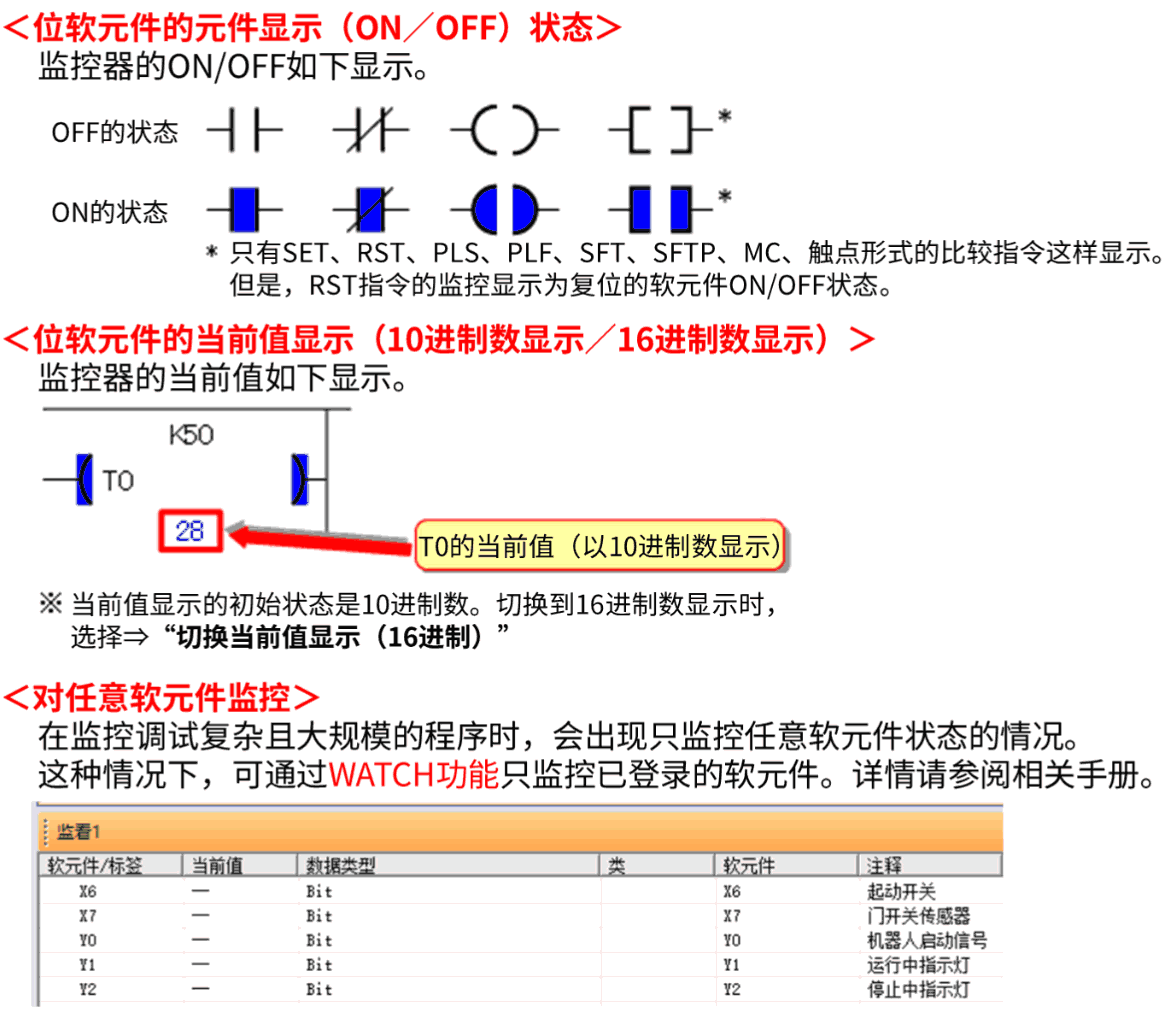 ＜位软元件的元件显示（ON／OFF）状态＞
监控器的ON/OFF如下显示。
OFF的状态
*
ON的状态
*
* 只有SET、RST、PLS、PLF、SFT、SFTP、MC、触点形式的比较指令这样显示。
但是，RST指令的监控显示为复位的软元件ON/OFF状态。
＜位软元件的当前值显示（10进制数显示／16进制数显示）＞
监控器的当前值如下显示。
K50
T0
28
T0的当前值（以10进制数显示）
※ 当前值显示的初始状态是10进制数。切换到16进制数显示时，
选择⇒“切换当前值显示（16进制）”
＜对任意软元件监控＞
在监控调试复杂且大规模的程序时，会出现只监控任意软元件状态的情况。
这种情况下，可通过WATCH功能只监控已登录的软元件。详情请参阅相关手册。
监看1
软元件/标签 当前值 数据类型 类 软元件 注释
X6 — Bit X6 起动开关
X7 — Bit X7 门开关传感器
Y0 — Bit Y0 机器人启动信号
Y1 — Bit Y1 运行中指示灯
Y2 — Bit Y2 停止中指示灯